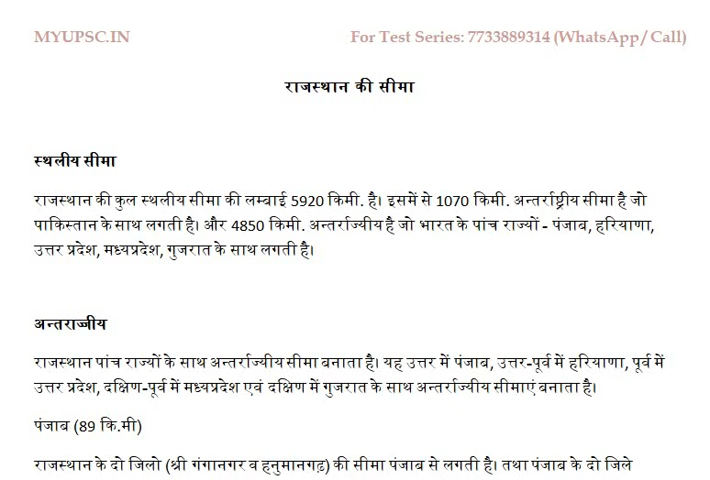 MYUPSC.IN
For Test Series: 7733889314 (WhatsApp/Call)
राजस्थान की सीमा
स्थलीय सीमा
राजस्थान की कुल स्थलीय सीमा की लम्बाई 5920 किमी. है। इसमें से 1070 किमी. अन्तर्राष्ट्रीय सीमा है जो
पाकिस्तान के साथ लगती है। और 4850 किमी. अन्तर्राज्यीय है जो भारत के पांच राज्यों - पंजाब, हरियाणा,
उत्तर प्रदेश, मध्यप्रदेश, गुजरात के साथ लगती है।
अन्तराज्जीय
राजस्थान पांच राज्यों के साथ अन्तर्राज्यीय सीमा बनाता है। यह उत्तर में पंजाब, उत्तर-पूर्व में हरियाणा, पूर्व में
उत्तर प्रदेश, दक्षिण-पूर्व में मध्यप्रदेश एवं दक्षिण में गुजरात के साथ अन्तर्राज्यीय सीमाएं बनाता है।
पंजाब (89 कि.मी)
राजस्थान के दो जिलो (श्री गंगानगर व हनुमानगढ़) की सीमा पंजाब से लगती है। तथा पंजाब के दो जिले